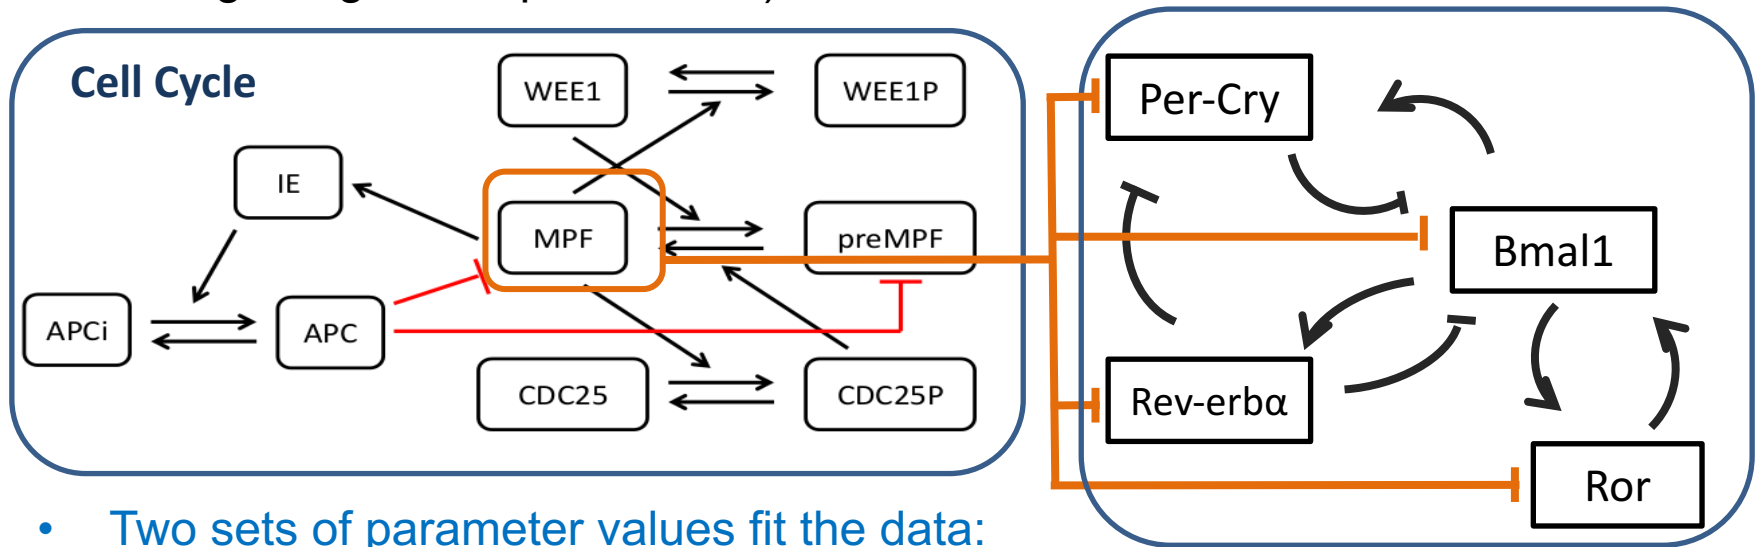 Cell Cycle
WEE1
WEE1P
Per-Cry
IE
MPF
preMPF
Bmal1
APCi
APC
CDC25
CDC25P
Rev-erbα
Ror
• Two sets of parameter values fit the data: